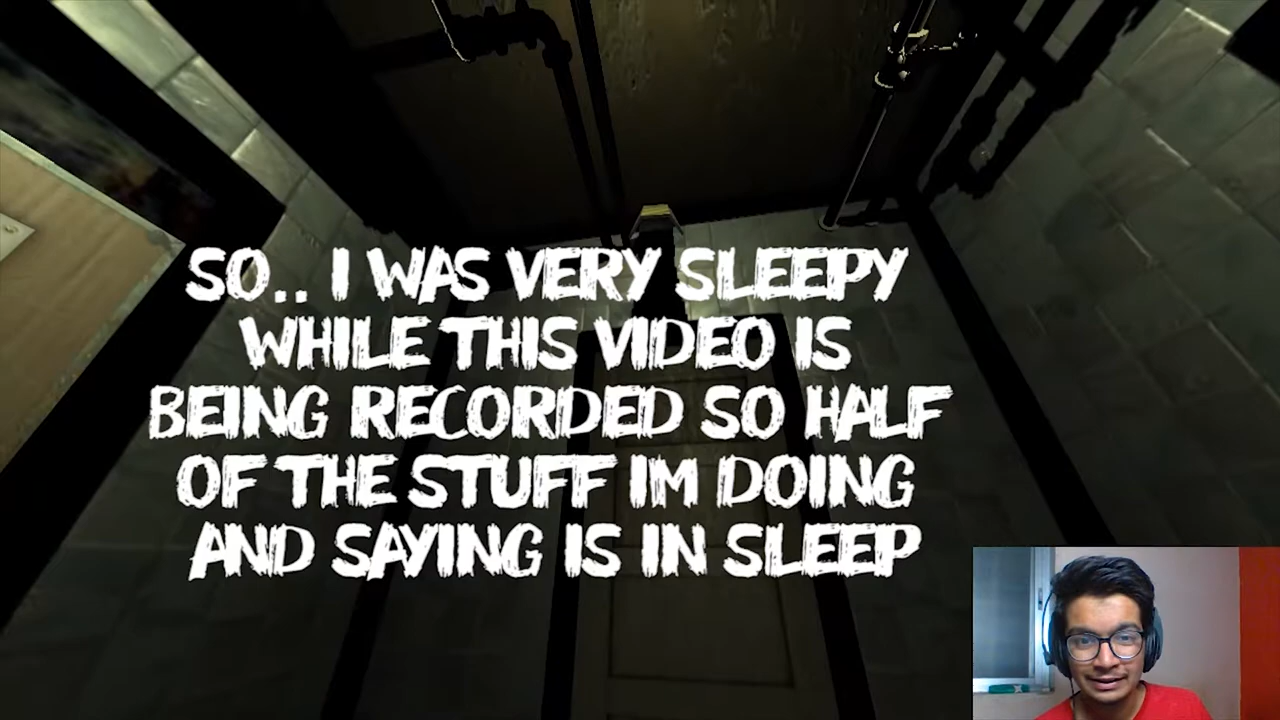 SO.. I WAS VERY SLEEPY
WHILE THIS VIDEO IS
BEING RECORDED SO HALF
OF THE STUFF IM DOING
AND SAYING IS IN SLEEP